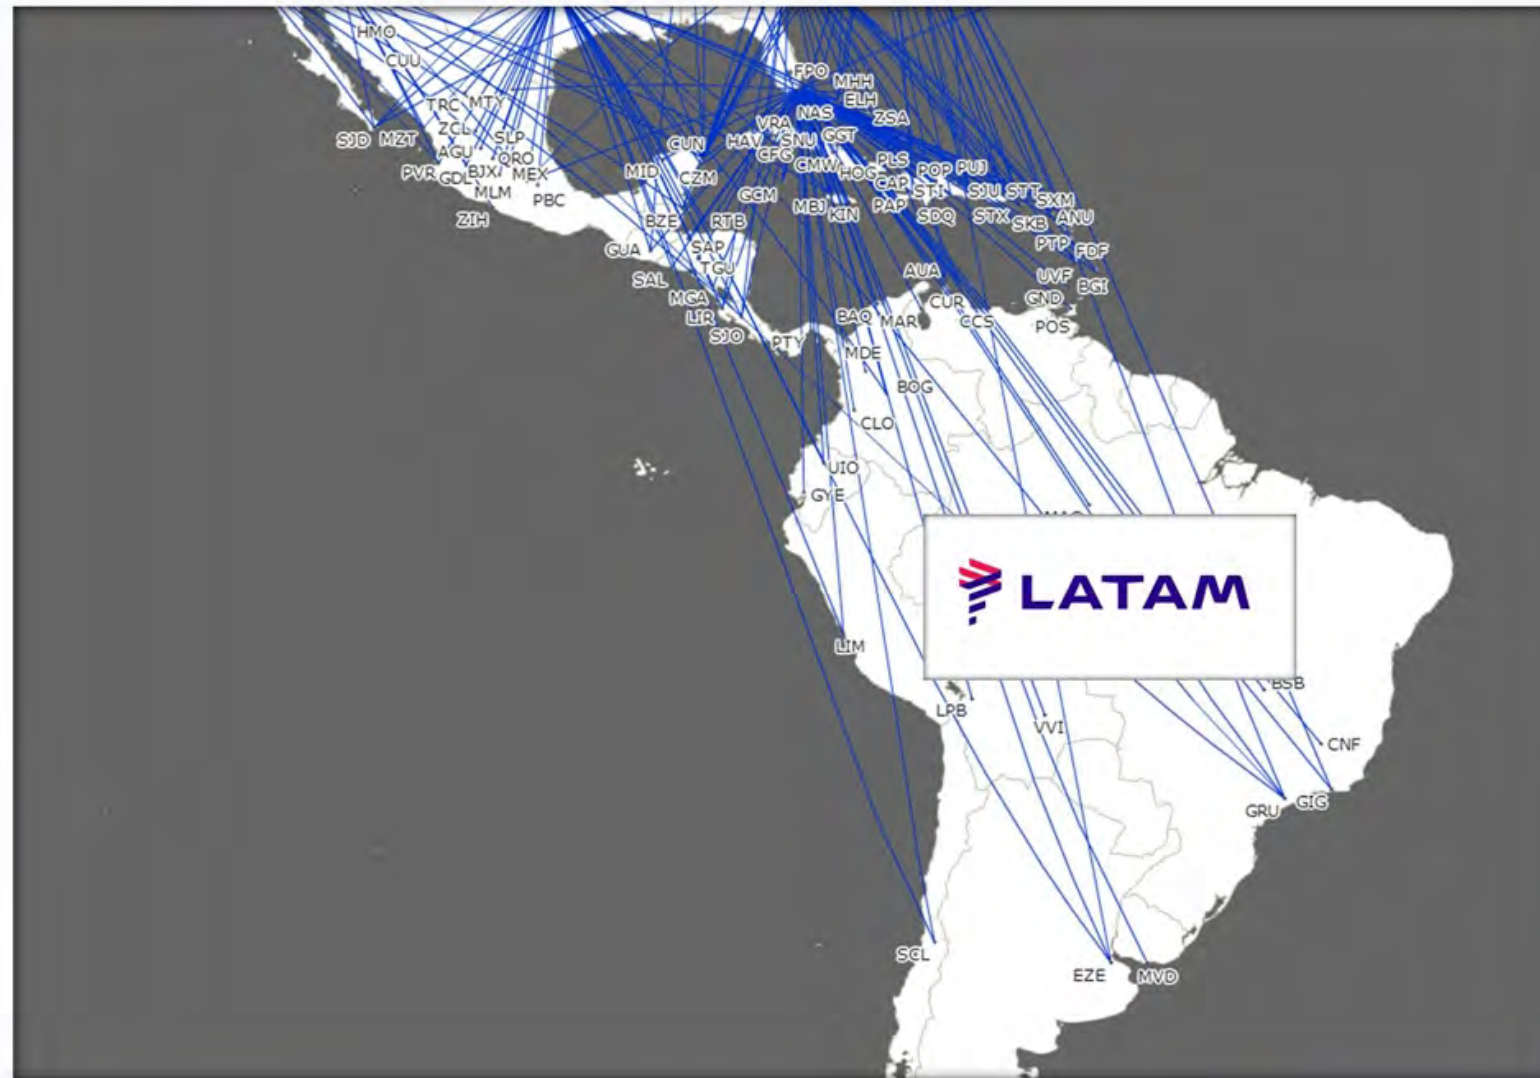 HMO
CUU
FPO
MHH
ELH
ZSA
NAS
TRC
MTY
VRA
ZCL
SLP
GGT
SJD
MZT
CUN
HAV
SNU
AGU
QRO
CFG
PLS
PVR
GDL
BJX
MEX
MID
CZM
CMW
HOG
POP
PUJ
CAP
STI
SJU
STT
MLM
PBC
GCM
MBJ
KIN
PAP
SDQ
STX
SXM
SKB
ANU
ZIH
BZE
RTB
PTP
FDF
GUA
SAP
TGU
SAL
AUA
UVF
BGI
MGA
CUR
GND
LIR
BAQ
MAR
CCS
POS
SJO
PTY
MDE
BOG
CLO
UIO
GYE
LATAM
LIM
BSB
LPB
VVI
CNF
GRU
GIG
SCL
EZE
MVD